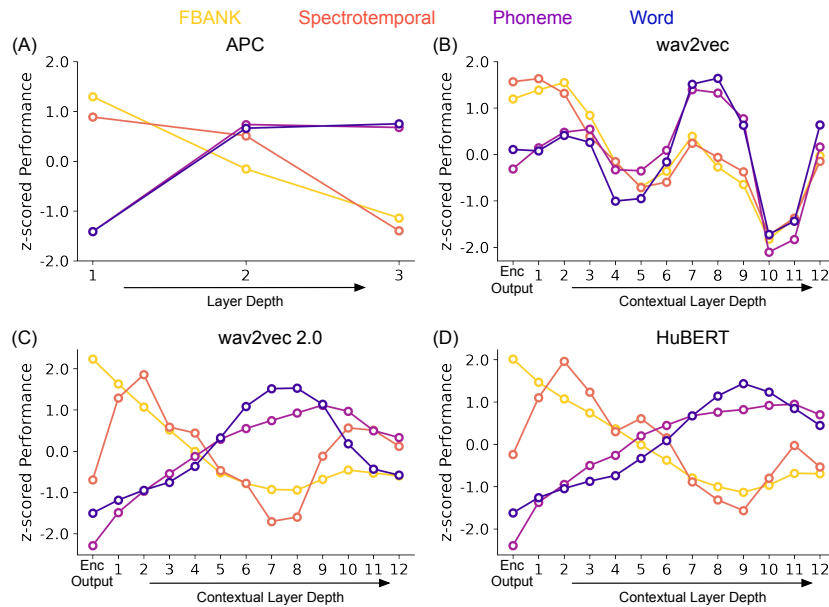 FBANK Spectrotemporal Phoneme Word
(A) APC
z-scored Performance
2.0
1.0
0.0
-1.0
-2.0
1 2 3
Layer Depth
(B) wav2vec
z-scored Performance
2.0
1.0
0.0
-1.0
-2.0
Enc
Output 1 2 3 4 5 6 7 8 9 10 11 12
Contextual Layer Depth
(C) wav2vec 2.0
z-scored Performance
2.0
1.0
0.0
-1.0
-2.0
Enc
Output 1 2 3 4 5 6 7 8 9 10 11 12
Contextual Layer Depth
(D) HuBERT
z-scored Performance
2.0
1.0
0.0
-1.0
-2.0
Enc
Output 1 2 3 4 5 6 7 8 9 10 11 12
Contextual Layer Depth